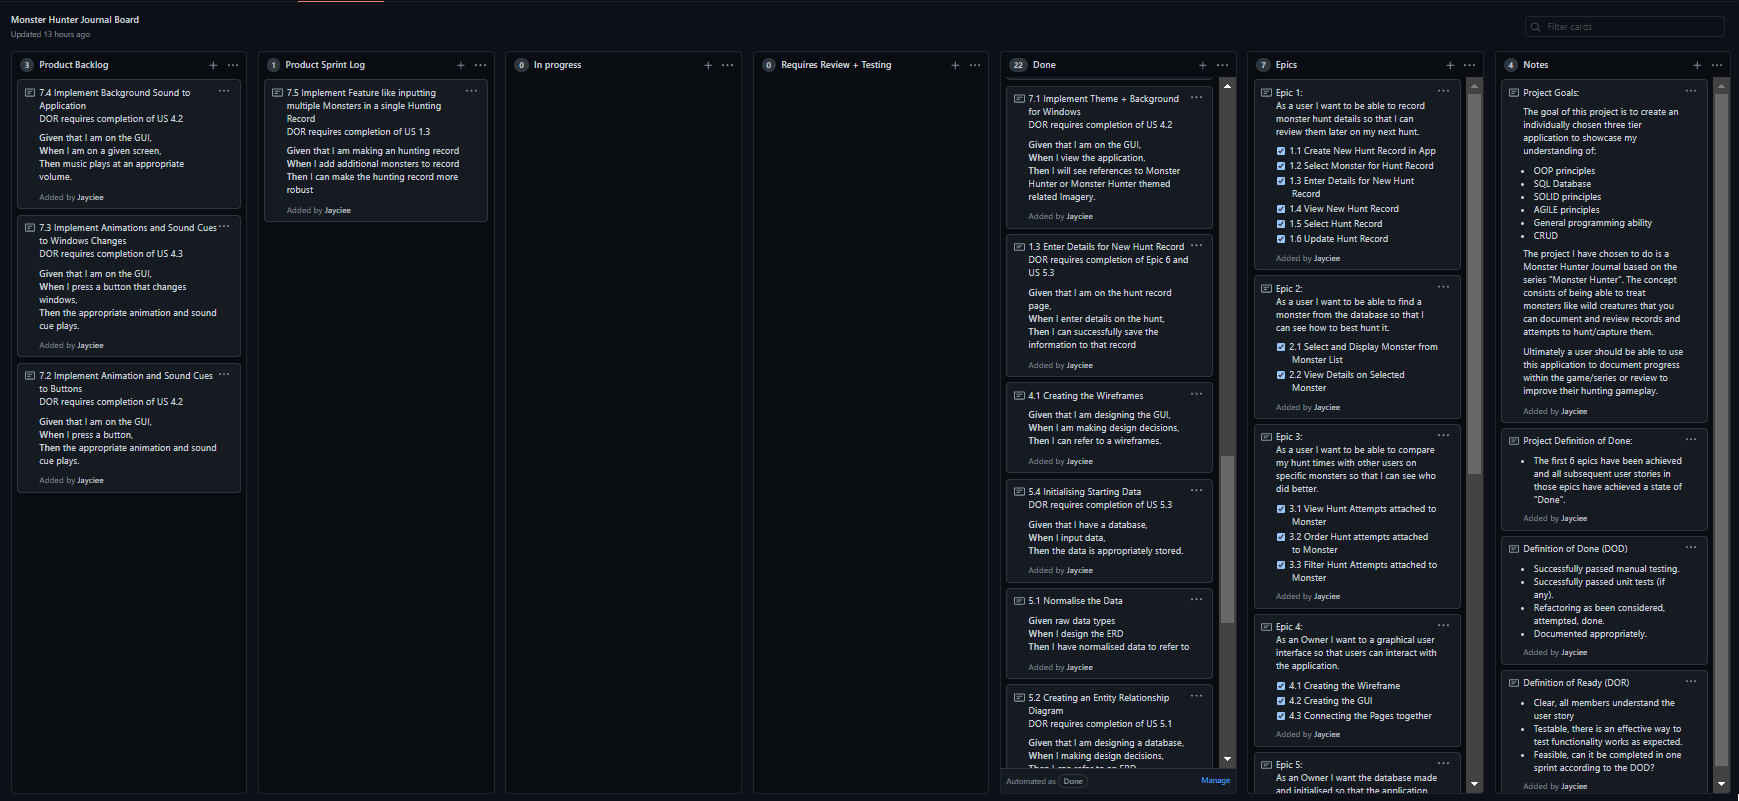 Monster Hunter Journal Board
Updated 13 hours ago
Filter cards
3 Product Backlog
7.4 Implement Background Sound to
Application
DOR requires completion of US 4.2
Given that I am on the GUI,
When I am on a given screen,
Then music plays at an appropriate
volume.
Added by Jayciee
7.3 Implement Animations and Sound Cues
to Windows Changes
DOR requires completion of US 4.3
Given that I am on the GUI,
When I press a button that changes
windows,
Then the appropriate animation and sound
cue plays.
Added by Jayciee
7.2 Implement Animation and Sound Cues
to Buttons
DOR requires completion of US 4.2
Given that I am on the GUI,
When I press a button,
Then the appropriate animation and sound
cue plays.
Added by Jayciee
1 Product Sprint Log
7.5 Implement Feature like inputting
multiple Monsters in a single Hunting
Record
DOR requires completion of US 1.3
Given that I am making an hunting record
When I add additional monsters to record
Then I can make the hunting record more
robust
Added by Jayciee
0 In progress
0 Requires Review + Testing
22 Done
7.1 Implement Theme + Background
for Windows
DOR requires completion of US 4.2
Given that I am on the GUI,
When I view the application,
Then I will see references to Monster
Hunter or Monster Hunter themed
related Imagery.
Added by Jayciee
1.3 Enter Details for New Hunt Record
DOR requires completion of Epic 6 and
US 5.3
Given that I am on the hunt record
page,
When I enter details on the hunt,
Then I can successfully save the
information to that record
Added by Jayciee
4.1 Creating the Wireframes
Given that I am designing the GUI,
When I am making design decisions,
Then I can refer to a wireframes.
Added by Jayciee
5.4 Initialising Starting Data
DOR requires completion of US 5.3
Given that I have a database,
When I input data,
Then the data is appropriately stored.
Added by Jayciee
5.1 Normalise the Data
Given raw data types
When I design the ERD
Then I have normalised data to refer to
Added by Jayciee
5.2 Creating an Entity Relationship
Diagram
DOR requires completion of US 5.1
Given that I am designing a database,
When I making design decisions,
Then I can refer to an ERD
Automated as Done
Manage
7 Epics
Epic 1:
As a user I want to be able to record
monster hunt details so that I can
review them later on my next hunt.
1.1 Create New Hunt Record in App
1.2 Select Monster for Hunt Record
1.3 Enter Details for New Hunt
Record
1.4 View New Hunt Record
1.5 Select Hunt Record
1.6 Update Hunt Record
Added by Jayciee
Epic 2:
As a user I want to be able to find a
monster from the database so that I
can see how to best hunt it.
2.1 Select and Display Monster from
Monster List
2.2 View Details on Selected
Monster
Added by Jayciee
Epic 3:
As a user I want to be able to compare
my hunt times with other users on
specific monsters so that I can see who
did better.
3.1 View Hunt Attempts attached to
Monster
3.2 Order Hunt attempts attached
to Monster
3.3 Filter Hunt Attempts attached to
Monster
Added by Jayciee
Epic 4:
As an Owner I want to a graphical user
interface so that users can interact with
the application.
4.1 Creating the Wireframe
4.2 Creating the GUI
4.3 Connecting the Pages together
Added by Jayciee
Epic 5:
As an Owner I want the database made
and initialised so that the application
4 Notes
Project Goals:
The goal of this project is to create an
individually chosen three tier
application to showcase my
understanding of:
• OOP principles
• SQL Database
• SOLID principles
• AGILE principles
• General programming ability
• CRUD
The project I have chosen to do is a
Monster Hunter Journal based on the
series "Monster Hunter". The concept
consists of being able to treat
monsters like wild creatures that you
can document and review records and
attempts to hunt/capture them.
Ultimately a user should be able to use
this application to document progress
within the game/series or review to
improve their hunting gameplay.
Added by Jayciee
Project Definition of Done:
• The first 6 epics have been achieved
and all subsequent user stories in
those epics have achieved a state of
"Done".
Added by Jayciee
Definition of Done (DOD)
• Successfully passed manual testing.
• Successfully passed unit tests (if
any).
• Refactoring as been considered,
attempted, done.
• Documented appropriately.
Added by Jayciee
Definition of Ready (DOR)
• Clear, all members understand the
user story
• Testable, there is an effective way to
test functionality works as expected.
• Feasible, can it be completed in one
sprint according to the DOD?
Added by Jayciee